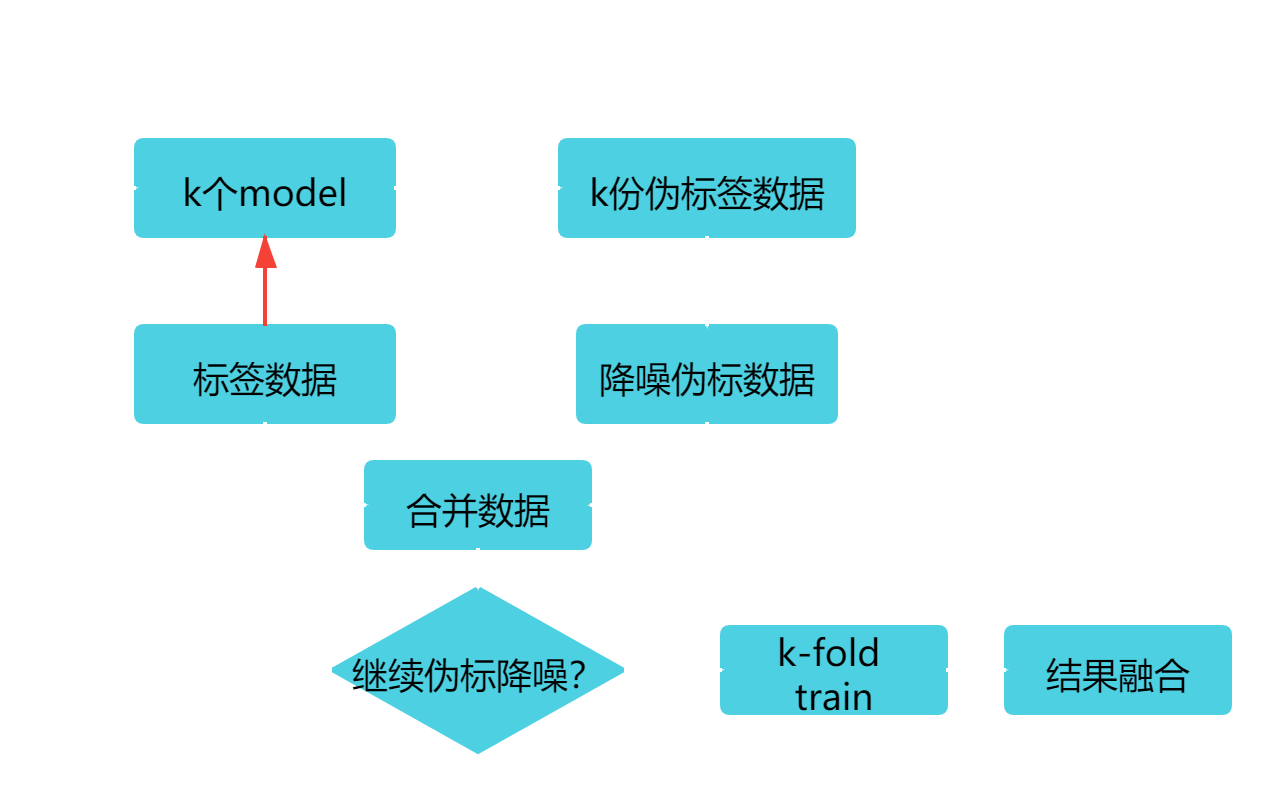 k个model
k份伪标签数据
标签数据
降噪伪标数据
合并数据
继续伪标降噪?
k-fold
train
结果融合